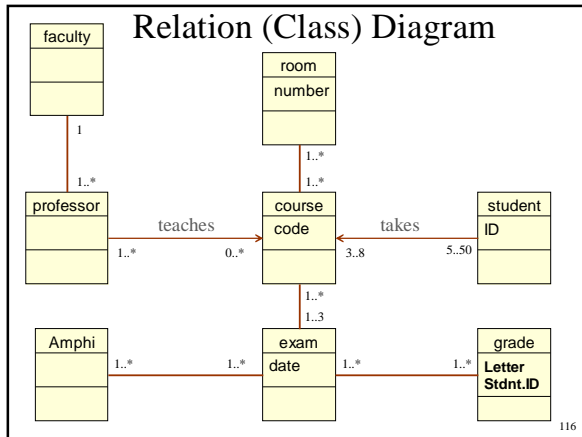 Relation (Class) Diagram
faculty
room
number
1
1..*
1..*
1..*
professor
teaches
course
code
takes
student
ID
1..*
0..*
3..8
5..50
1..*
1..3
Amphi
1..*
1..*
exam
date
1..*
1..*
grade
Letter
Stdnt.ID
116